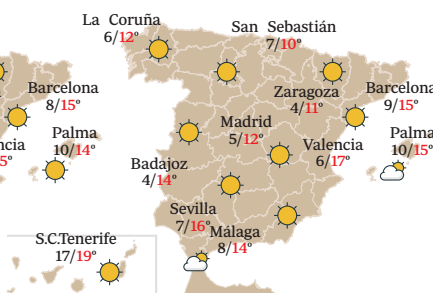 La Coruña
6/12°
San Sebastián
7/10°
Barcelona
8/15°
Zaragoza
4/11°
Barcelona
9/15°
Palma
10/14°
ncia
5°
Madrid
5/12°
Valencia
6/17°
Palma
10/15°
Badajoz
4/14°
Sevilla
7/16°
Málaga
8/14°
S.C.Tenerife
17/19°